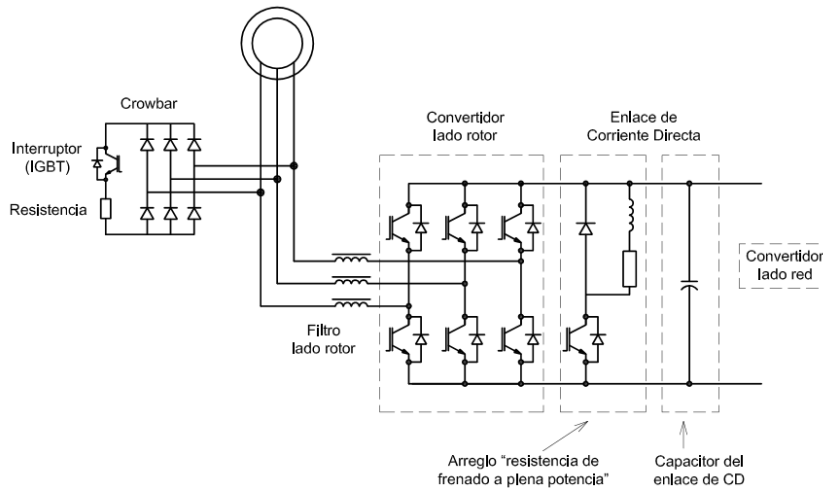 Crowbar
Interruptor
(IGBT)
Resistencia
Convertidor
lado rotor
Enlace de
Corriente Directa
Convertidor
lado red
Filtro
lado rotor
Arreglo "resistencia de
frenado a plena potencia"
Capacitor del
enlace de CD